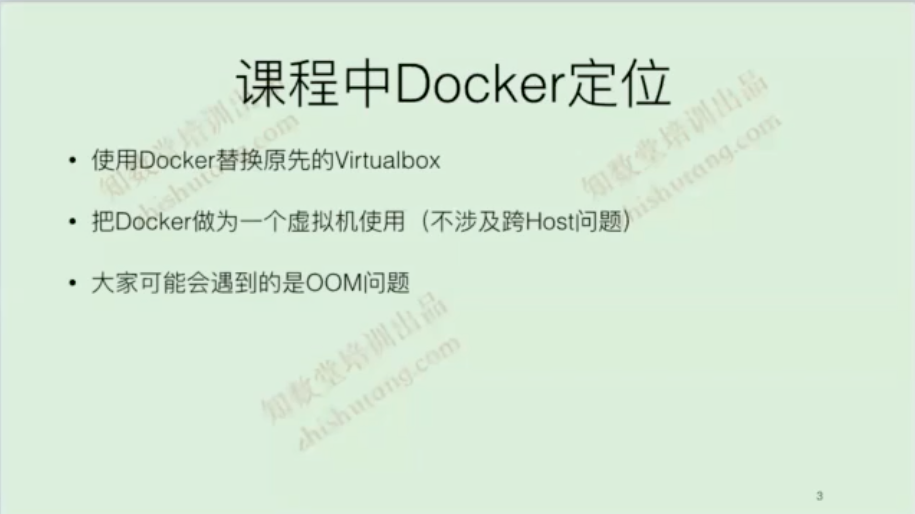 课程中Docker定位
• 使用Docker替换原先的Virtualbox
• 把Docker做为一个虚拟机使用（不涉及跨Host问题）
• 大家可能会遇到的是OOM问题
知数堂培训出品
zhishutang.com
知数堂培训出品
zhishutang.com
知数堂培训出品
zhishutang.com
3